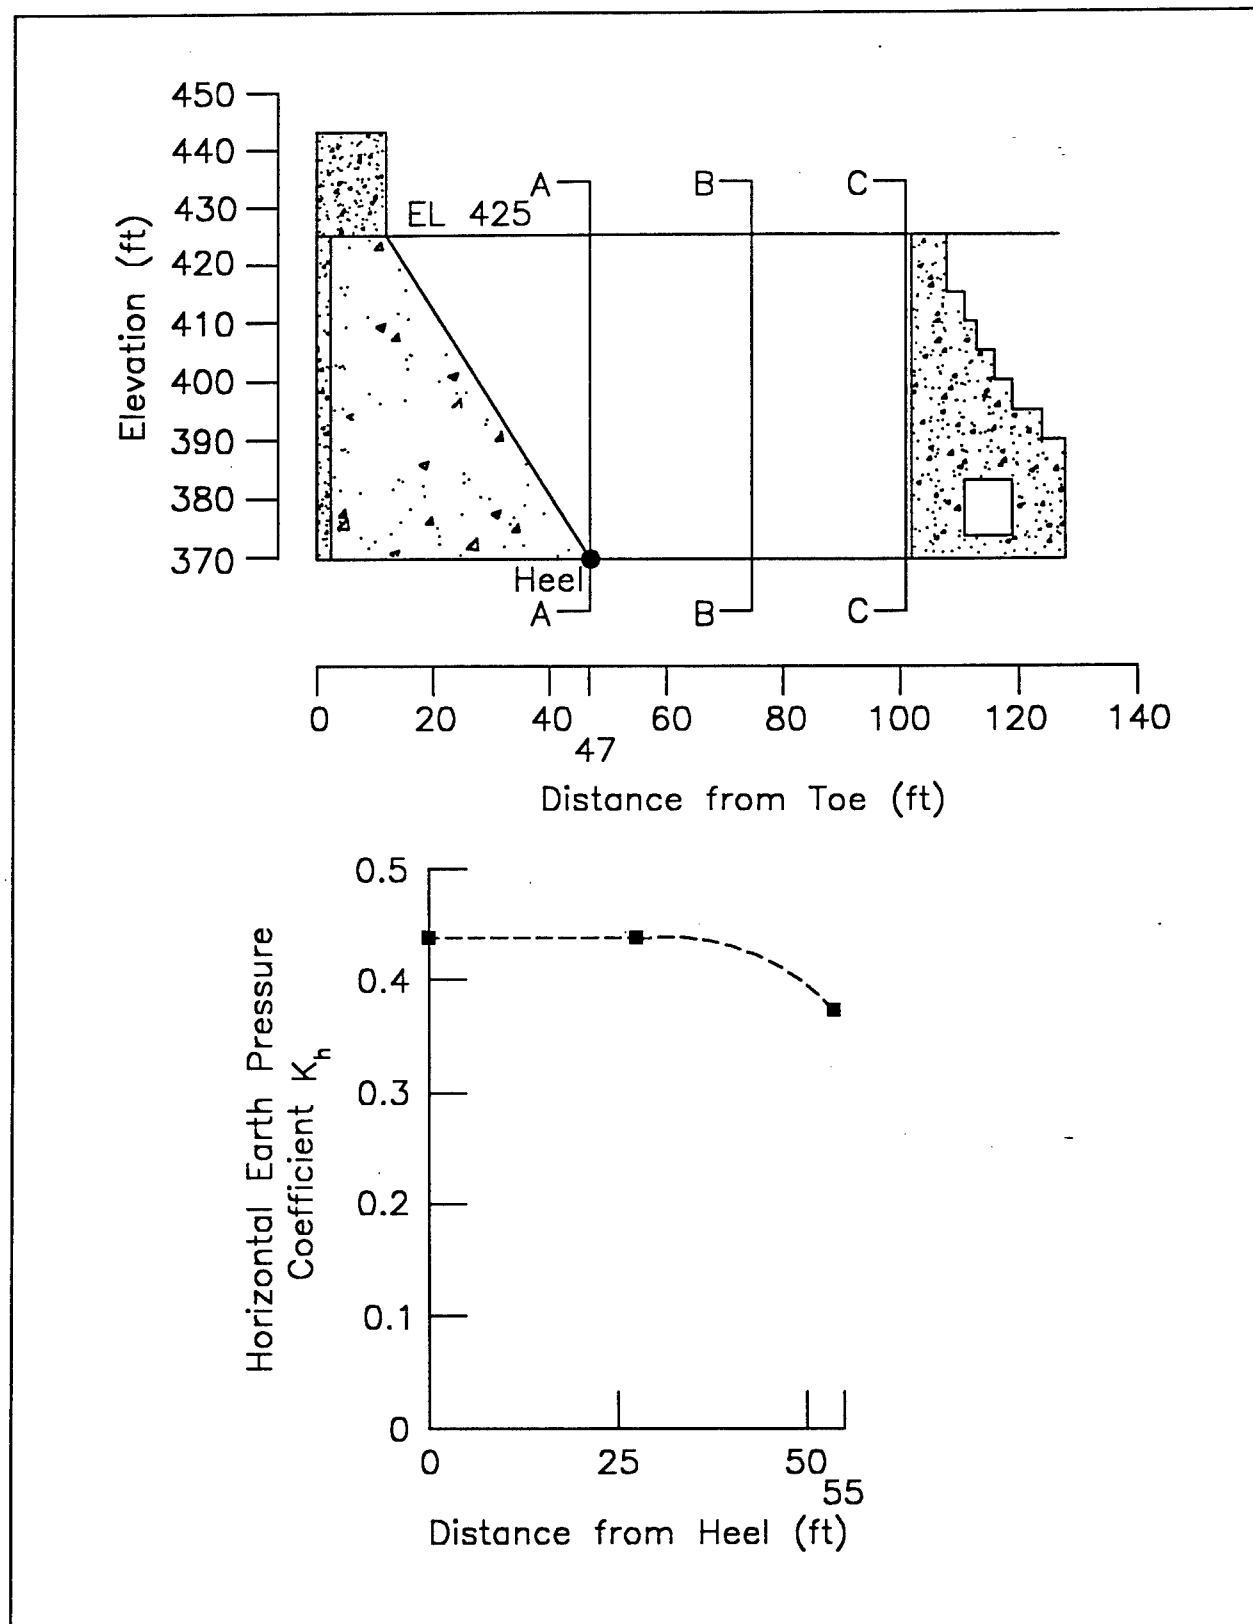 450
440
430
420
410
400
390
380
370
Elevation (ft)
EL 425
A
B
C
Heel
A
B
C
0 20 40 60 80 100 120 140
47
Distance from Toe (ft)
0.5
0.4
0.3
0.2
0.1
0
Horizontal Earth Pressure
Coefficient Kh
0 25 50
55
Distance from Heel (ft)